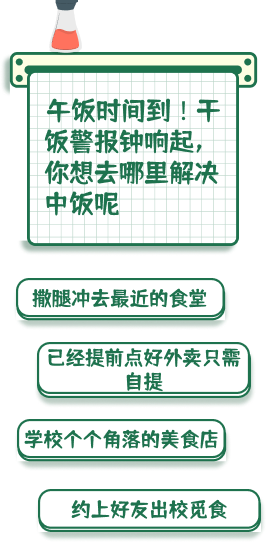 午饭时间到！干
饭警报钟响起，
你想去哪里解决
中饭呢
撒腿冲去最近的食堂
已经提前点好外卖只需
自提
学校个个角落的美食店
约上好友出校觅食